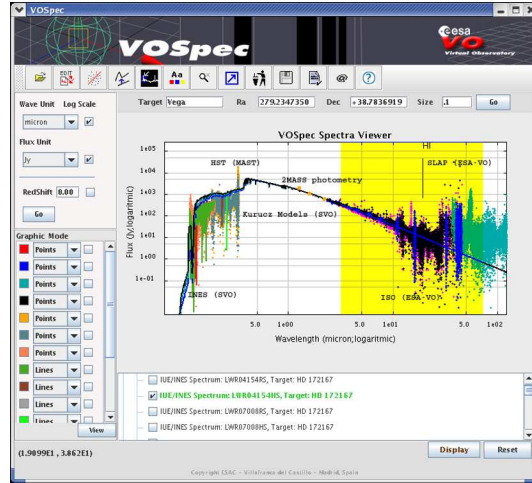 VOSpec
esa
VO
Virtual Observatory
EDIT
Aa
@
?
Wave Unit Log Scale
micron
Flux Unit
Jy
RedShift 0.00
Go
Target Vega Ra 279.2347350 Dec +38.7836919 Size .1 Go
VOSpec Spectra Viewer
HI
1e05
HST (MAST) SLAP (ESA-VO)
1e04
2MASS photometry
1e03
Kurucz Models (SVO)
1e02
1e01
1e00
1e-01
INES (SVO) ISO (ESA-VO)
Flux (Jy;logaritmic)
5.0 1e00 5.0 1e01 5.0 1e02
Wavelength (micron;logaritmic)
Graphic Mode
Points
Points
Points
Points
Points
Points
Points
Lines
Lines
Lines
Lines
View
IUE/INES Spectrum: LWR04154RS, Target: HD 172167
IUE/INES Spectrum: LWR04154HS, Target: HD 172167
IUE/INES Spectrum: LWR07008RS, Target: HD 172167
IUE/INES Spectrum: LWR07008HS, Target: HD 172167
(1.9099E1 , 3.862E1)
Display Reset
Copyright ESAC - Villafranca del Castillo - Madrid, Spain